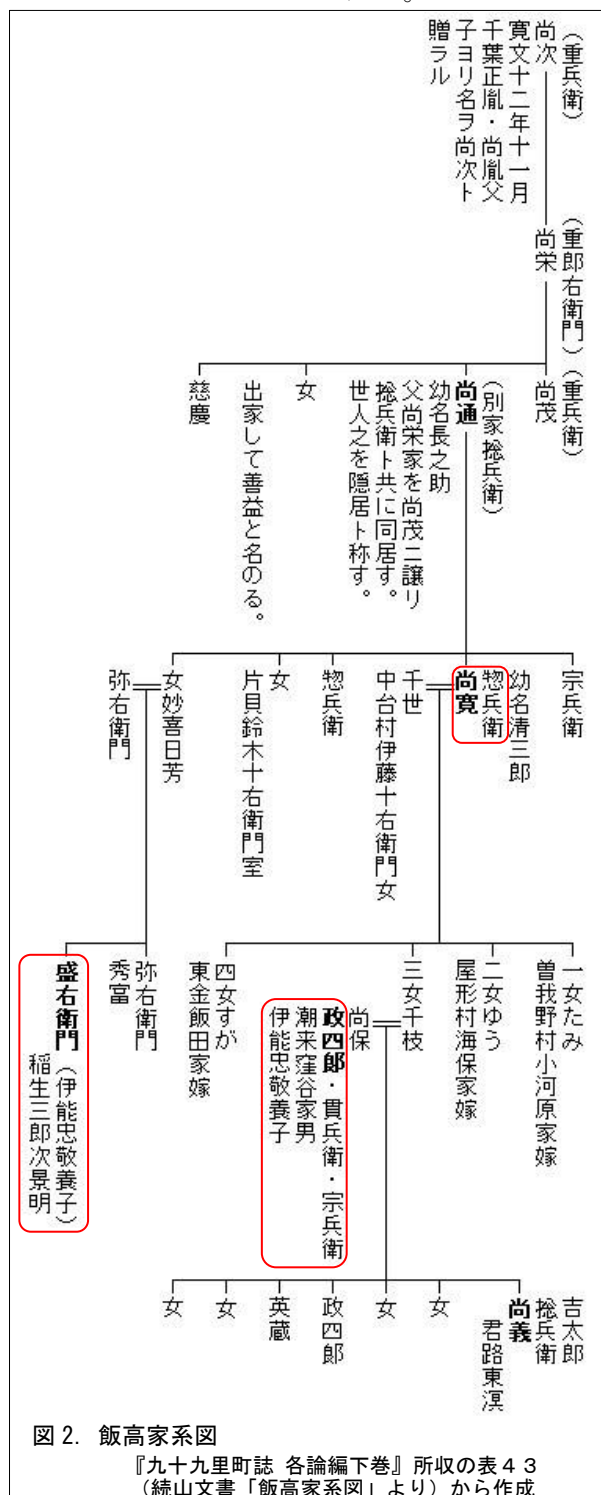 （重兵衛）
尚次
寛文十二年十一月
千葉正胤・尚胤父
子ヨリ名ヲ尚次ト
贈ラル
（重郎右衛門）
尚栄
（重兵衛）
尚茂
（別家捴兵衛）
尚通
幼名長之助
父尚栄家を尚茂ニ譲リ
捴兵衛ト共に同居す。
世人之を隠居ト称す。
女
出家して善益と名のる。
慈慶
宗兵衛
幼名清三郎
惣兵衛
尚寛
千世
中台村伊藤十右衛門女
惣兵衛
女
片貝鈴木十右衛門室
女妙喜日芳
弥右衛門
一女たみ
曽我野村小河原家嫁
二女ゆう
屋形村海保家嫁
三女千枝
尚保
政四郎・貫兵衛・宗兵衛
潮来窪谷家男
伊能忠敬養子
四女すが
東金飯田家嫁
弥右衛門
秀富
盛右衛門（伊能忠敬養子）
稲生三郎次景明
吉太郎
捴兵衛
尚義
君路東溟
女
女
政四郎
英蔵
女
女
図2. 飯高家系図
『九十九里町誌 各論編下巻』所収の表43
（続山文書「飯高家系図」より）から作成